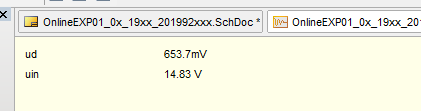 OnlineEXP01_0x_19xx_201992xxx.SchDoc * OnlineEXP01_0x_19xx_201
ud 653.7mV
uin 14.83 V